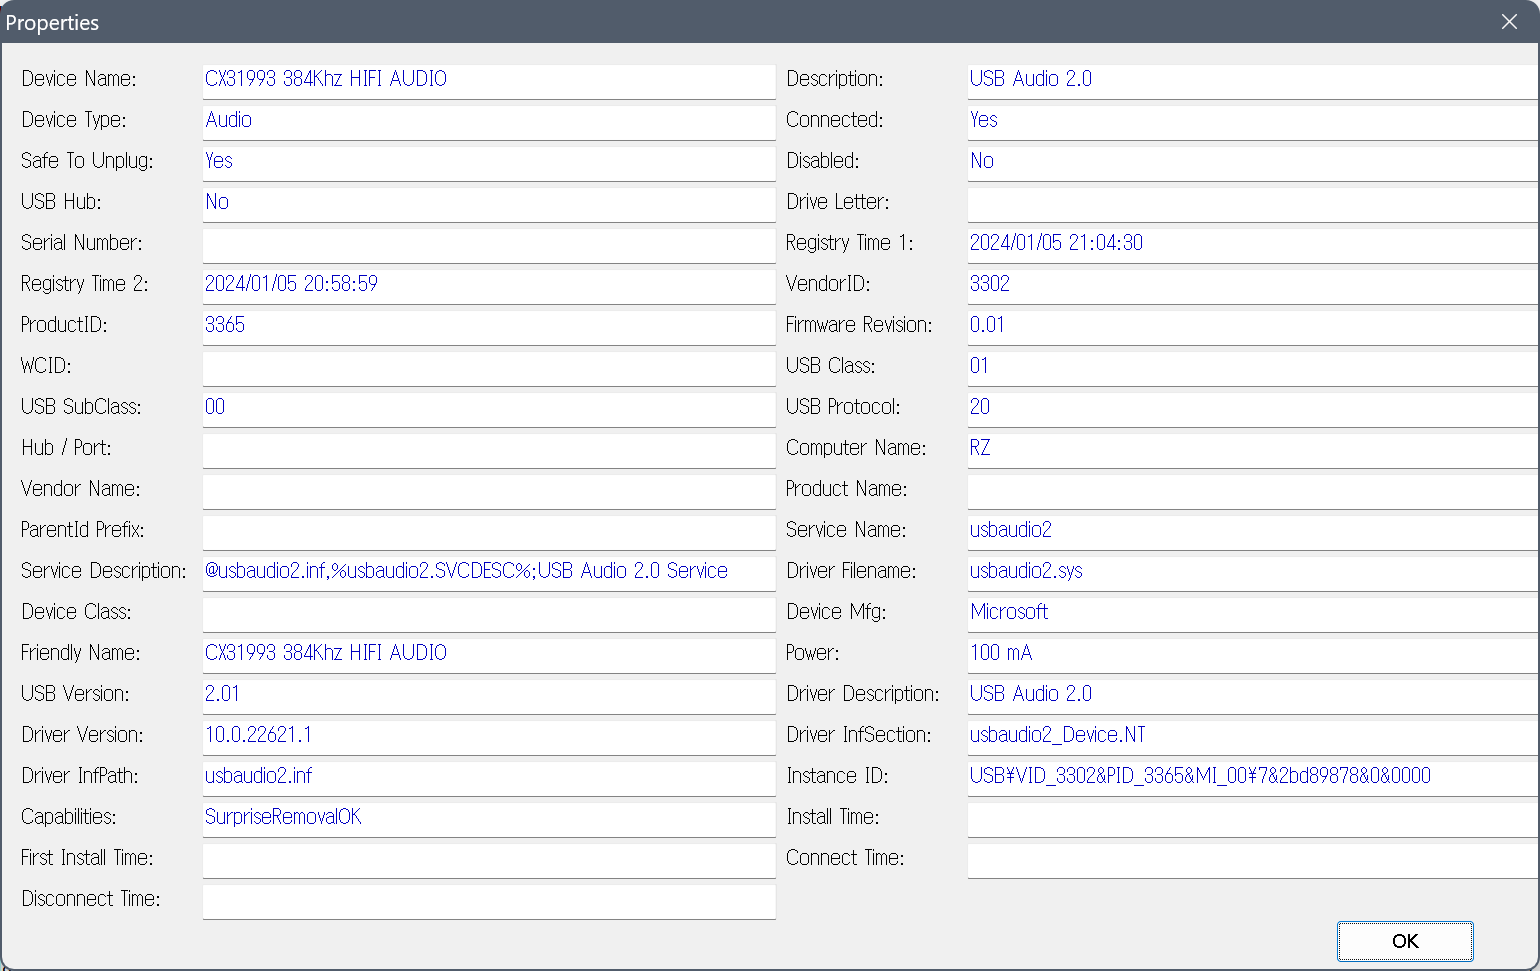 Properties
Device Name: CX31993 384Khz HIFI AUDIO Description: USB Audio 2.0
Device Type: Audio Connected: Yes
Safe To Unplug: Yes Disabled: No
USB Hub: No Drive Letter:
Serial Number: Registry Time 1: 2024/01/05 21:04:30
Registry Time 2: 2024/01/05 20:58:59 VendorID: 3302
ProductID: 3365 Firmware Revision: 0.01
WCID: USB Class: 01
USB SubClass: 00 USB Protocol: 20
Hub / Port: Computer Name: RZ
Vendor Name: Product Name:
ParentId Prefix: Service Name: usbaudio2
Service Description: @usbaudio2.inf,%usbaudio2.SVCDESC%;USB Audio 2.0 Service Driver Filename: usbaudio2.sys
Device Class: Device Mfg: Microsoft
Friendly Name: CX31993 384Khz HIFI AUDIO Power: 100 mA
USB Version: 2.01 Driver Description: USB Audio 2.0
Driver Version: 10.0.22621.1 Driver InfSection: usbaudio2_Device.NT
Driver InfPath: usbaudio2.inf Instance ID: USB¥VID_3302&PID_3365&MI_00¥7&2bd89878&0&0000
Capabilities: SurpriseRemovalOK Install Time:
First Install Time: Connect Time:
Disconnect Time:
OK